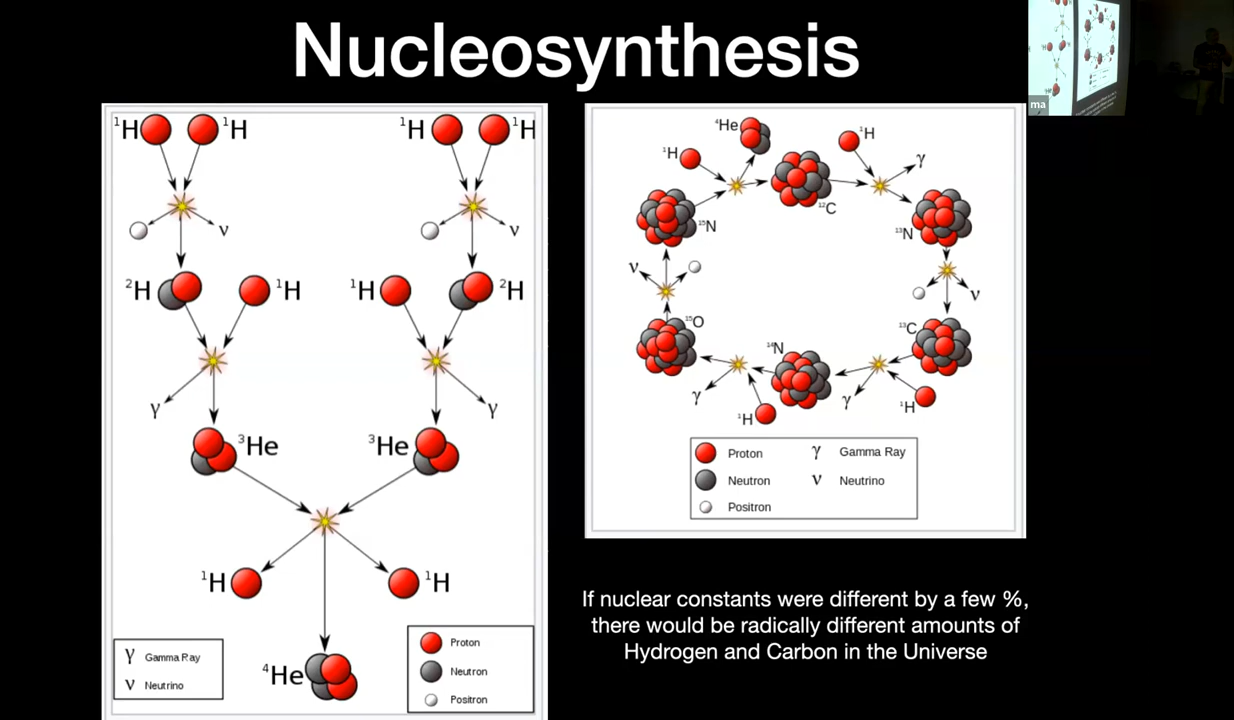 Nucleosynthesis
¹H ¹H ¹H ¹H
ν ν
²H ¹H ¹H ²H
γ γ
³He ³He
¹H ¹H
⁴He
γ Gamma Ray
ν Neutrino
Proton
Neutron
Positron
⁴He ¹H
¹H γ
¹²C
¹⁵N ¹³N
ν ν
¹⁵O ¹³C
¹⁴N
γ γ ¹H
¹H
Proton γ Gamma Ray
Neutron ν Neutrino
Positron
If nuclear constants were different by a few %,
there would be radically different amounts of
Hydrogen and Carbon in the Universe
ma